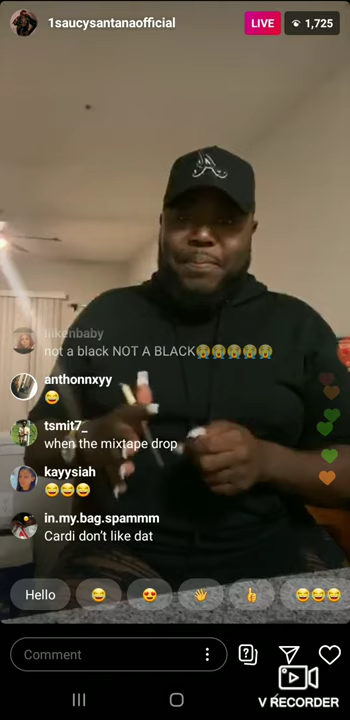 1saucysantanaofficial
LIVE
1,725
likenbaby
not a black NOT A BLACK😭😭😭😭😭
anthonnxyy
😂
tsmit7_
when the mixtape drop
kayysiah
😂😂😂
in.my.bag.spammm
Cardi don't like dat
Hello 😂 😍 👋 👍 😂😂😂
Comment
V RECORDER